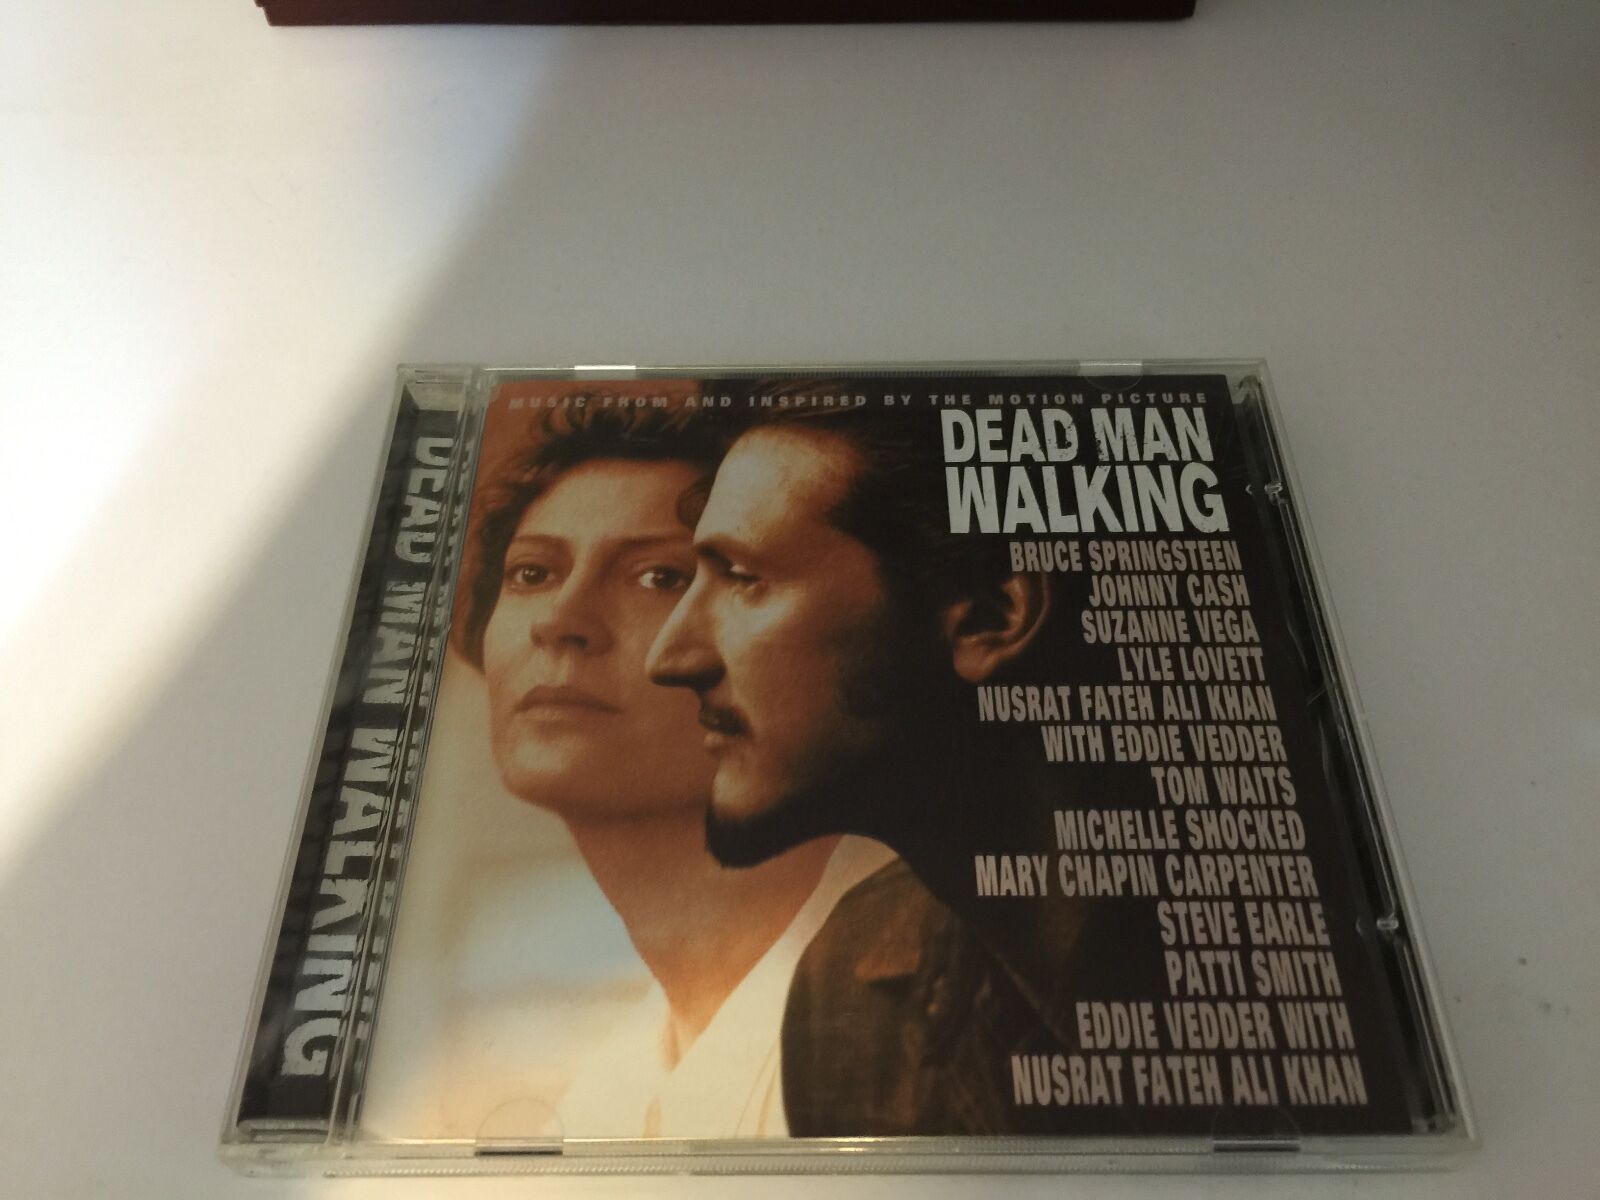 MUSIC FROM AND INSPIRED BY THE MOTION PICTURE
DEAD MAN
WALKING
BRUCE SPRINGSTEEN
JOHNNY CASH
SUZANNE VEGA
LYLE LOVETT
NUSRAT FATEH ALI KHAN
WITH EDDIE VEDDER
TOM WAITS
MICHELLE SHOCKED
MARY CHAPIN CARPENTER
STEVE EARLE
PATTI SMITH
EDDIE VEDDER WITH
NUSRAT FATEH ALI KHAN
DEAD MAN WALKING